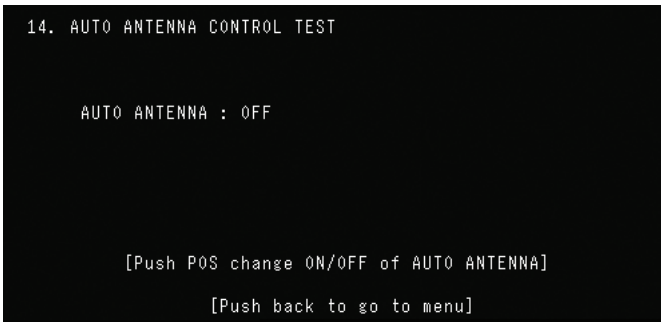 14. AUTO ANTENNA CONTROL TEST
AUTO ANTENNA : OFF
[Push POS change ON/OFF of AUTO ANTENNA]
[Push back to go to menu]